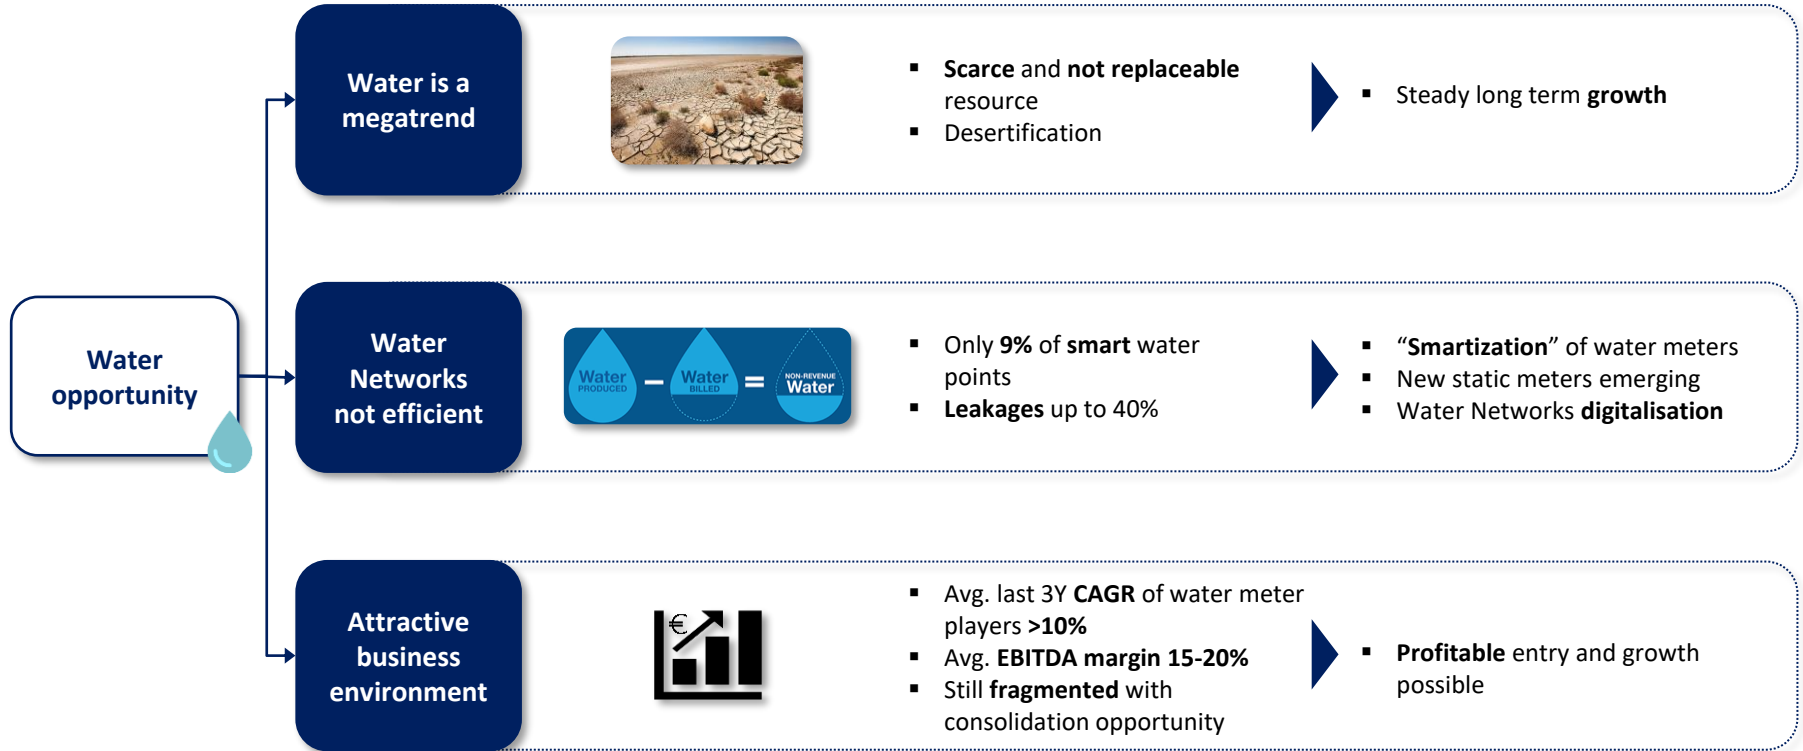 Water
opportunity
Water is a
megatrend
▪ Scarce and not replaceable
resource
▪ Desertification
▪ Steady long term growth
Water
Networks
not efficient
Water
PRODUCED
–
Water
BILLED
=
NON-REVENUE
Water
▪ Only 9% of smart water
points
▪ Leakages up to 40%
▪ “Smartization” of water meters
▪ New static meters emerging
▪ Water Networks digitalisation
Attractive
business
environment
€
▪ Avg. last 3Y CAGR of water meter
players >10%
▪ Avg. EBITDA margin 15-20%
▪ Still fragmented with
consolidation opportunity
▪ Profitable entry and growth
possible